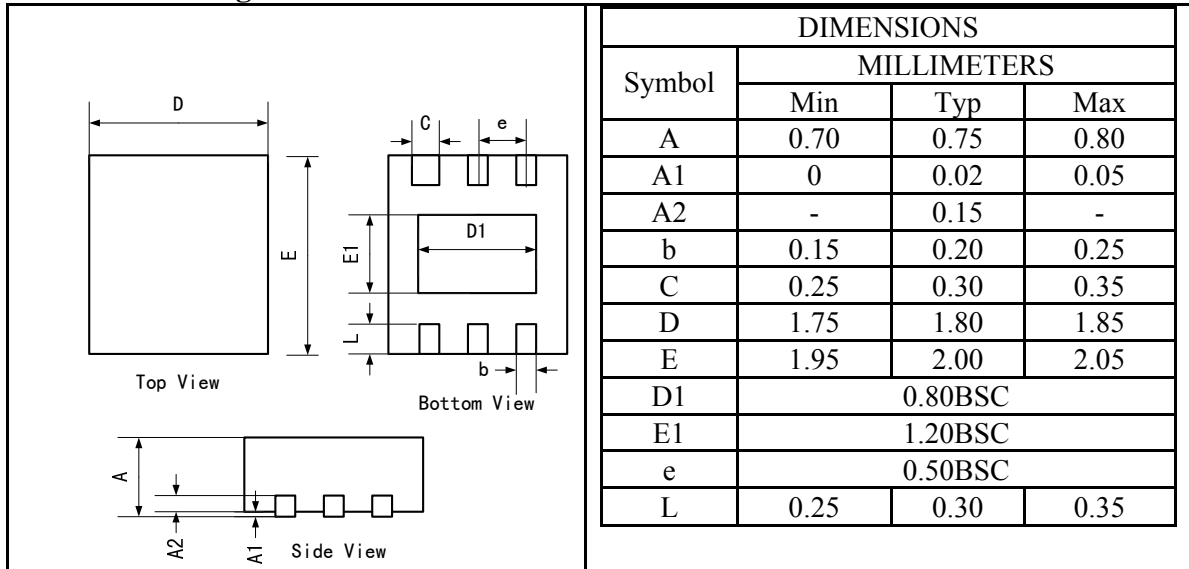 D
E
Top View
C e
D1
E1
L
b
Bottom View
A
A2
A1
Side View
DIMENSIONS
Symbol MILLIMETERS
Min Typ Max
A 0.70 0.75 0.80
A1 0 0.02 0.05
A2 - 0.15 -
b 0.15 0.20 0.25
C 0.25 0.30 0.35
D 1.75 1.80 1.85
E 1.95 2.00 2.05
D1 0.80BSC
E1 1.20BSC
e 0.50BSC
L 0.25 0.30 0.35